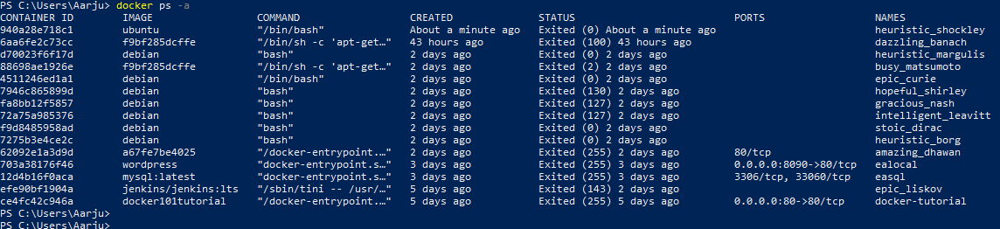 PS C:\Users\Aarju> docker ps -a
CONTAINER ID IMAGE COMMAND CREATED STATUS PORTS NAMES
940a28e718c1 ubuntu "/bin/bash" About a minute ago Exited (0) About a minute ago heuristic_shockley
6aa6fe2c73cc f9bf285dcffe "/bin/sh -c 'apt-get…" 43 hours ago Exited (100) 43 hours ago dazzling_banach
d70023f6f17d debian "bash" 2 days ago Exited (0) 2 days ago heuristic_margulis
88698ae1926e f9bf285dcffe "/bin/sh -c 'apt-get…" 2 days ago Exited (2) 2 days ago busy_matsumoto
4511246ed1a1 debian "/bin/bash" 2 days ago Exited (0) 2 days ago epic_curie
7946c865899d debian "bash" 2 days ago Exited (130) 2 days ago hopeful_shirley
fa8bb12f5857 debian "bash" 2 days ago Exited (127) 2 days ago gracious_nash
72a75a985376 debian "bash" 2 days ago Exited (127) 2 days ago intelligent_leavitt
f9d8485958ad debian "bash" 2 days ago Exited (0) 2 days ago stoic_dirac
7275b3e4ce2c debian "bash" 2 days ago Exited (0) 2 days ago heuristic_borg
62092e1a3d9d a67fe7be4025 "/docker-entrypoint.…" 2 days ago Exited (255) 2 days ago 80/tcp amazing_dhawan
703a38176f46 wordpress "docker-entrypoint.s…" 3 days ago Exited (255) 3 days ago 0.0.0.0:8090->80/tcp ealocal
12d4b16f0aca mysql:latest "docker-entrypoint.s…" 3 days ago Exited (255) 3 days ago 3306/tcp, 33060/tcp easql
efe90bf1904a jenkins/jenkins:lts "/sbin/tini -- /usr/…" 5 days ago Exited (143) 2 days ago epic_liskov
ce4fc42c946a docker101tutorial "/docker-entrypoint.…" 5 days ago Exited (255) 5 days ago 0.0.0.0:80->80/tcp docker-tutorial
PS C:\Users\Aarju>
PS C:\Users\Aarju>